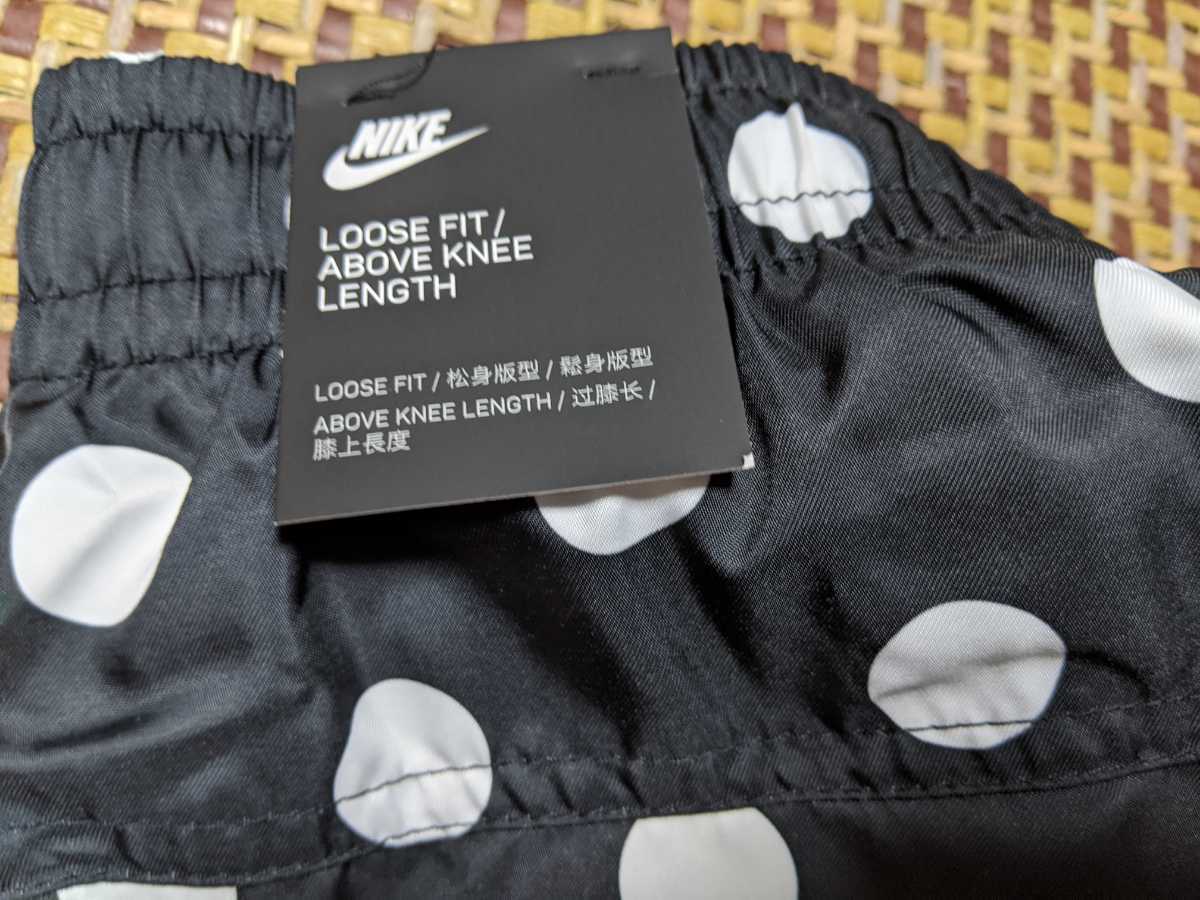 NIKE
LOOSE FIT /
ABOVE KNEE
LENGTH
LOOSE FIT / 松身版型 / 鬆身版型
ABOVE KNEE LENGTH / 过膝长 /
膝上長度